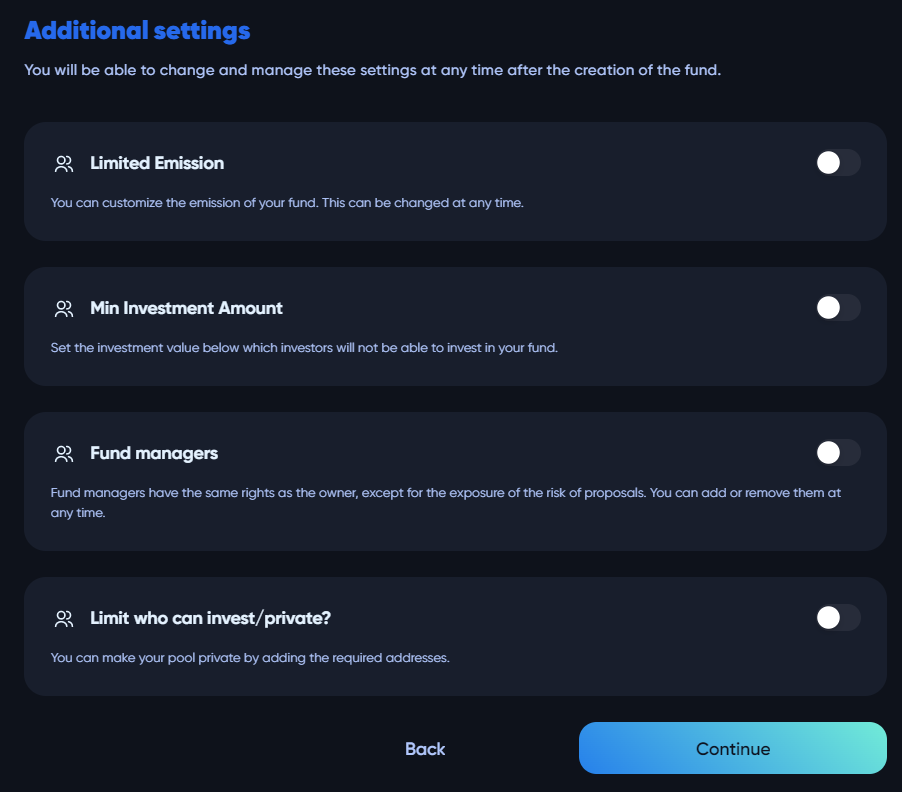 Additional settings
You will be able to change and manage these settings at any time after the creation of the fund.
Limited Emission
You can customize the emission of your fund. This can be changed at any time.
Min Investment Amount
Set the investment value below which investors will not be able to invest in your fund.
Fund managers
Fund managers have the same rights as the owner, except for the exposure of the risk of proposals. You can add or remove them at
any time.
Limit who can invest/private?
You can make your pool private by adding the required addresses.
Back
Continue